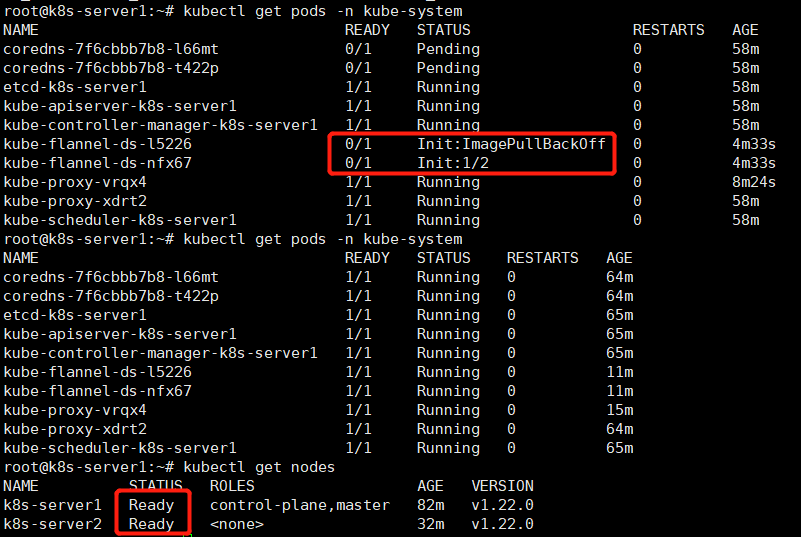 root@k8s-server1:~# kubectl get pods -n kube-system
NAME READY STATUS RESTARTS AGE
coredns-7f6cbbb7b8-l66mt 0/1 Pending 0 58m
coredns-7f6cbbb7b8-t422p 0/1 Pending 0 58m
etcd-k8s-server1 1/1 Running 0 58m
kube-apiserver-k8s-server1 1/1 Running 0 58m
kube-controller-manager-k8s-server1 1/1 Running 0 58m
kube-flannel-ds-l5226 0/1 Init:ImagePullBackOff 0 4m33s
kube-flannel-ds-nfx67 0/1 Init:1/2 0 4m33s
kube-proxy-vrqx4 1/1 Running 0 8m24s
kube-proxy-xdrt2 1/1 Running 0 58m
kube-scheduler-k8s-server1 1/1 Running 0 58m
root@k8s-server1:~# kubectl get pods -n kube-system
NAME READY STATUS RESTARTS AGE
coredns-7f6cbbb7b8-l66mt 1/1 Running 0 64m
coredns-7f6cbbb7b8-t422p 1/1 Running 0 64m
etcd-k8s-server1 1/1 Running 0 65m
kube-apiserver-k8s-server1 1/1 Running 0 65m
kube-controller-manager-k8s-server1 1/1 Running 0 65m
kube-flannel-ds-l5226 1/1 Running 0 11m
kube-flannel-ds-nfx67 1/1 Running 0 11m
kube-proxy-vrqx4 1/1 Running 0 15m
kube-proxy-xdrt2 1/1 Running 0 64m
kube-scheduler-k8s-server1 1/1 Running 0 65m
root@k8s-server1:~# kubectl get nodes
NAME STATUS ROLES AGE VERSION
k8s-server1 Ready control-plane,master 82m v1.22.0
k8s-server2 Ready <none> 32m v1.22.0